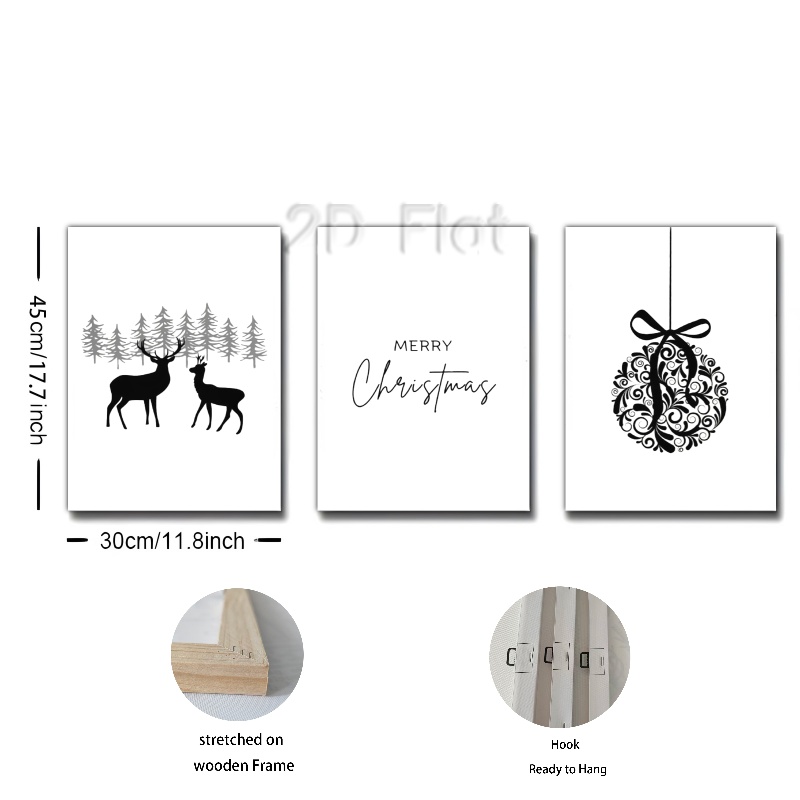 2D Flat
45cm/17.7inch
MERRY
Christmas
30cm/11.8inch
stretched on
wooden Frame
Hook
Ready to Hang